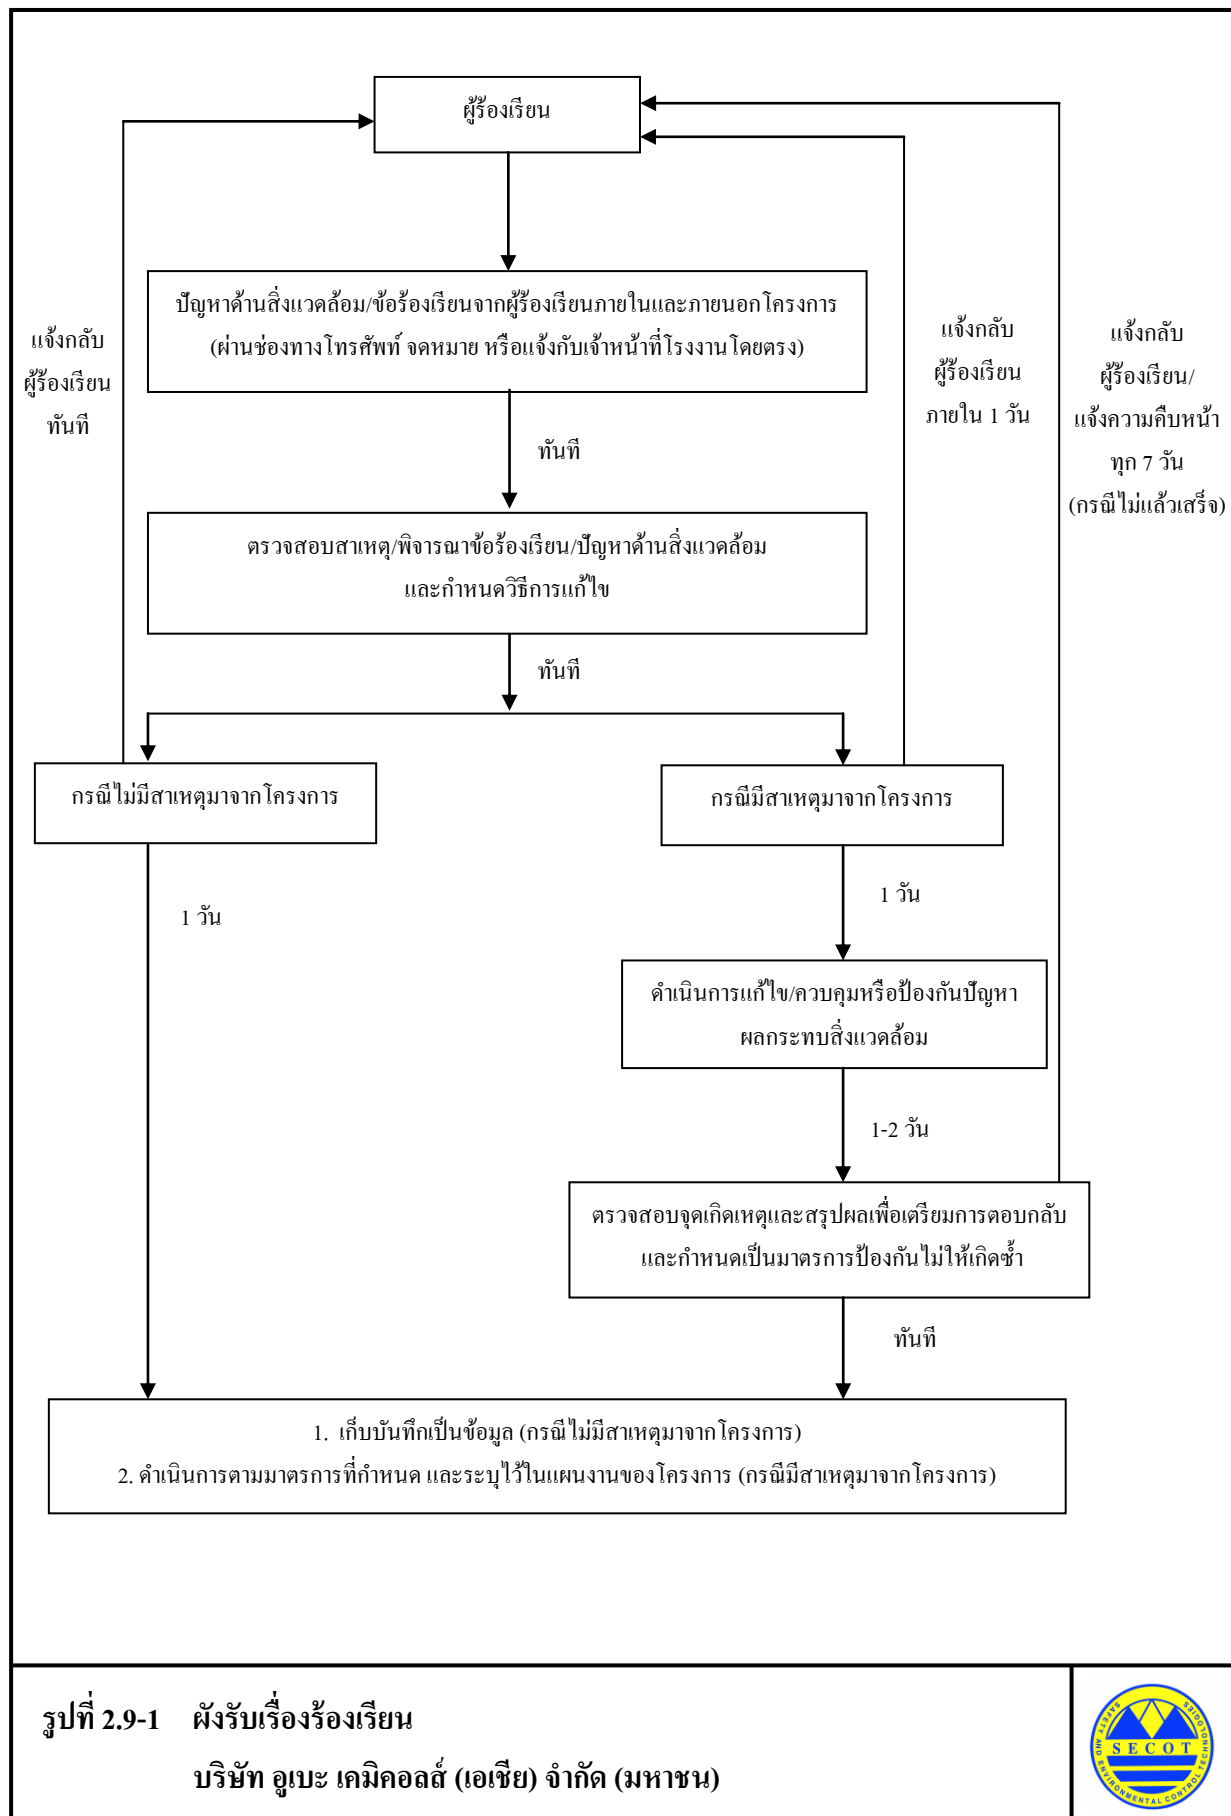 ผู้ร้องเรียน
ปัญหาด้านสิ่งแวดล้อม/ข้อร้องเรียนจากผู้ร้องเรียนภายในและภายนอกโครงการ
(ผ่านช่องทางโทรศัพท์ จดหมาย หรือแจ้งกับเจ้าหน้าที่โรงงานโดยตรง)
แจ้งกลับ
ผู้ร้องเรียน
ทันที
แจ้งกลับ
ผู้ร้องเรียน
ภายใน 1 วัน
แจ้งกลับ
ผู้ร้องเรียน/
แจ้งความคืบหน้า
ทุก 7 วัน
(กรณีไม่แล้วเสร็จ)
ทันที
ตรวจสอบสาเหตุ/พิจารณาข้อร้องเรียน/ปัญหาด้านสิ่งแวดล้อม
และกำหนดวิธีการแก้ไข
ทันที
กรณีไม่มีสาเหตุมาจากโครงการ
กรณีมีสาเหตุมาจากโครงการ
1 วัน
1 วัน
ดำเนินการแก้ไข/ควบคุมหรือป้องกันปัญหา
ผลกระทบสิ่งแวดล้อม
1-2 วัน
ตรวจสอบจุดเกิดเหตุและสรุปผลเพื่อเตรียมการตอบกลับ
และกำหนดเป็นมาตรการป้องกันไม่ให้เกิดซ้ำ
ทันที
1. เก็บบันทึกเป็นข้อมูล (กรณีไม่มีสาเหตุมาจากโครงการ)
2. ดำเนินการตามมาตรการที่กำหนด และระบุไว้ในแผนงานของโครงการ (กรณีมีสาเหตุมาจากโครงการ)
รูปที่ 2.9-1 ผังรับเรื่องร้องเรียน
บริษัท อูเบะ เคมิคอลส์ (เอเชีย) จำกัด (มหาชน)
SECOT
SAFETY AND ENVIRONMENTAL CONTROL TECHNOLOGIES